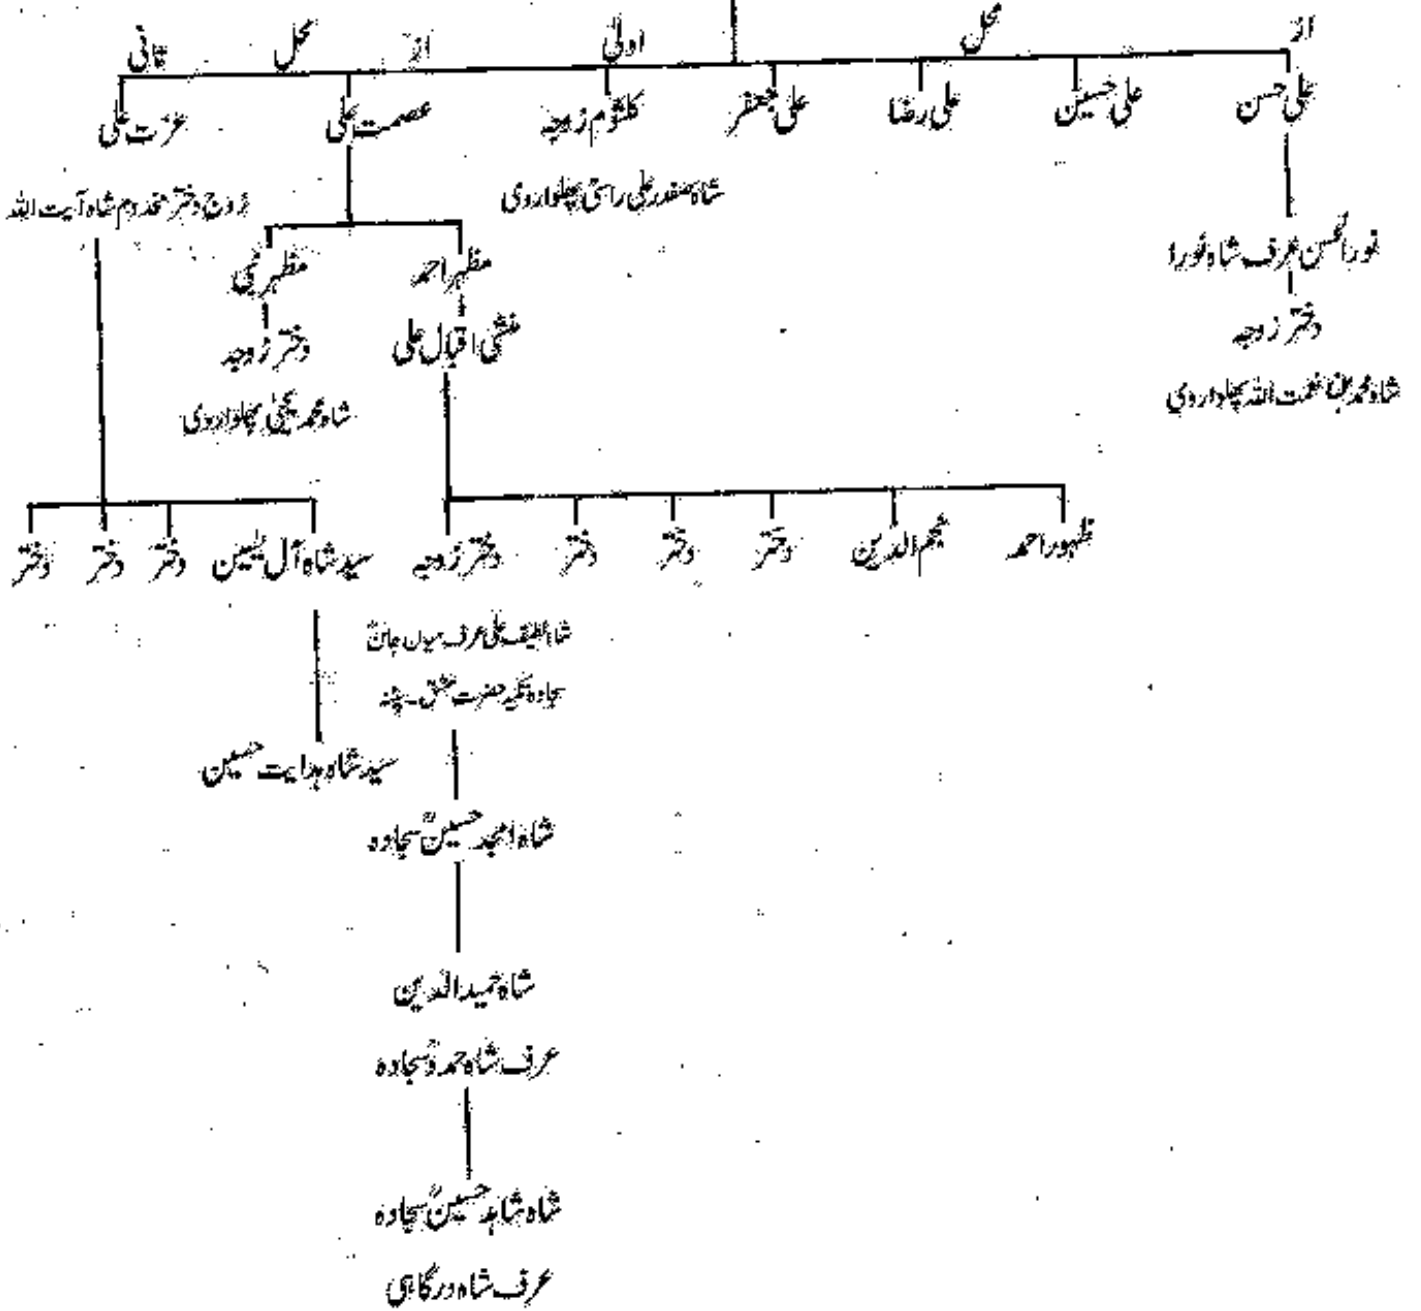 از محل اولیٰ از محل ثانی
علی حسن علی حسین علی رضا علی جعفر کلثوم زوجہ عصمت علی عزت علی
شاہ صفدر علی راستی پھلواروی زوج دختر مخدوم شاہ آیت اللہ
نورالحسن عرف شاہ نورا مظہر احمد مظہر نبی
دختر زوجہ منشی اقبال علی دختر زوجہ
شاہ محمد بن نعمت اللہ پھلواروی شاہ محمد یحییٰ پھلواروی
ظہور احمد نجم الدین دختر دختر دختر دختر زوجہ سید شاہ آل یٰسین دختر دختر دختر
شاہ لطیف علی عرف میاں جانؒ
سجادہ تکیہ حضرت عشق۔ پٹنہ
سید شاہ ہدایت حسین
شاہ امجد حسینؒ سجادہ
شاہ حمید الدین
عرف شاہ حمدوؒ سجادہ
شاہ شاہد حسینؒ سجادہ
عرف شاہ درگاہی